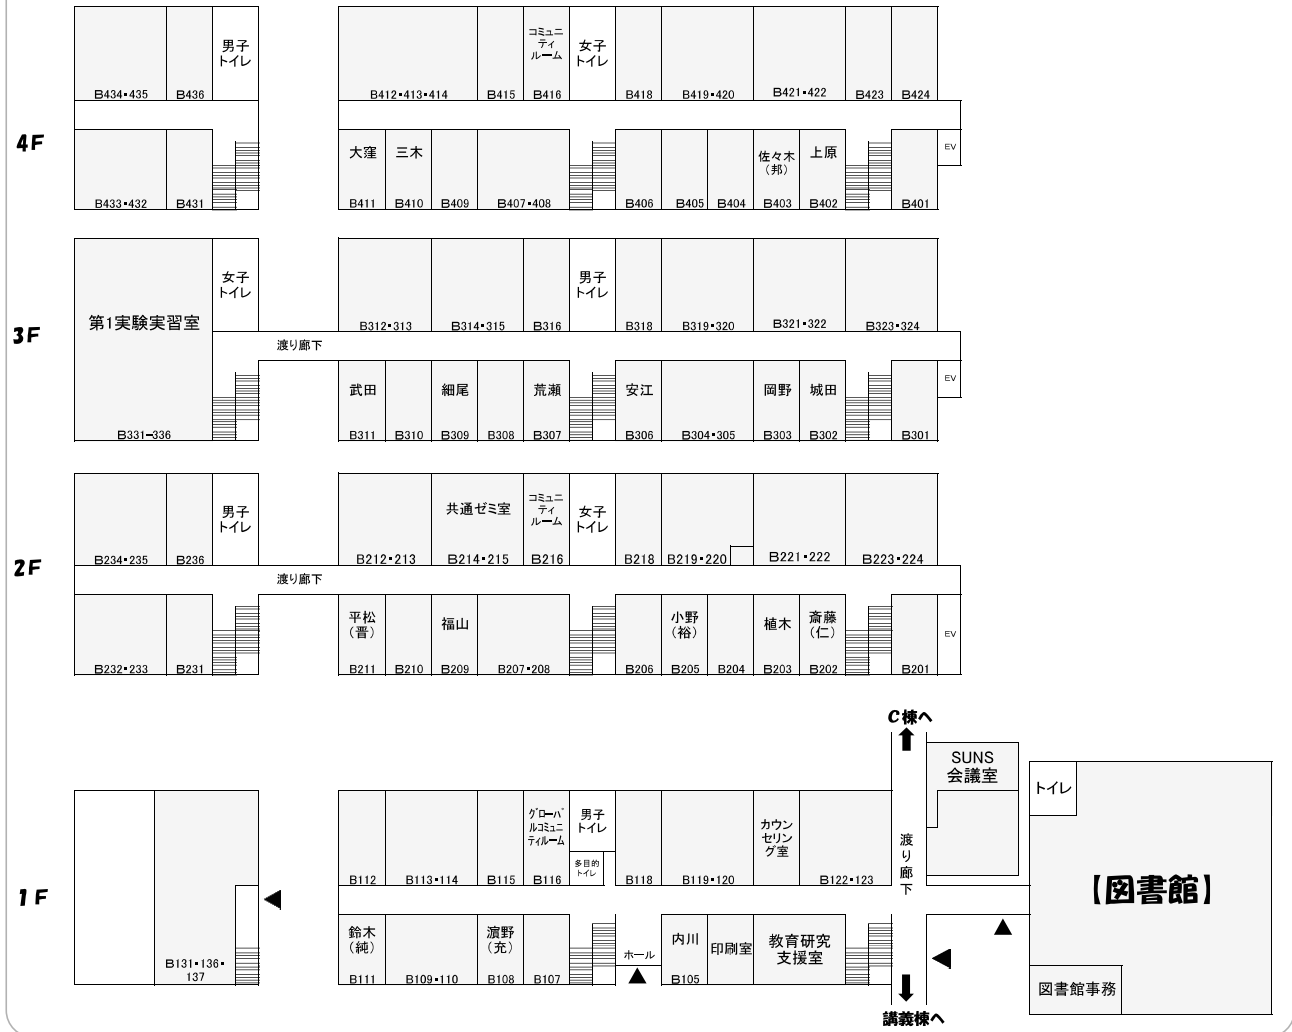 男子
トイレ
コミュニ
ティ
ルーム
女子
トイレ
B434・435
B436
B412・413・414
B415
B416
B418
B419・420
B421・422
B423
B424
4F
大窪
三木
佐々木
（邦）
上原
EV
B433・432
B431
B411
B410
B409
B407・408
B406
B405
B404
B403
B402
B401
女子
トイレ
男子
トイレ
第1実験実習室
B312・313
B314・315
B316
B318
B319・320
B321・322
B323・324
3F
渡り廊下
武田
細尾
荒瀬
安江
岡野
城田
EV
B331-336
B311
B310
B309
B308
B307
B306
B304・305
B303
B302
B301
男子
トイレ
共通ゼミ室
コミュニ
ティ
ルーム
女子
トイレ
B234・235
B236
B212・213
B214・215
B216
B218
B219・220
B221・222
B223・224
2F
渡り廊下
平松
（晋）
福山
小野
（裕）
植木
斎藤
（仁）
EV
B232・233
B231
B211
B210
B209
B207・208
B206
B205
B204
B203
B202
B201
C棟へ
SUNS
会議室
トイレ
グローバ
ルコミュニ
ティルーム
男子
トイレ
多目的
トイレ
カウン
セリン
グ室
渡り廊下
B112
B113・114
B115
B116
B118
B119・120
B122・123
1F
【図書館】
鈴木
（純）
濵野
（充）
ホール
内川
印刷室
教育研究
支援室
B131・136・
137
B111
B109・110
B108
B107
B105
図書館事務
講義棟へ